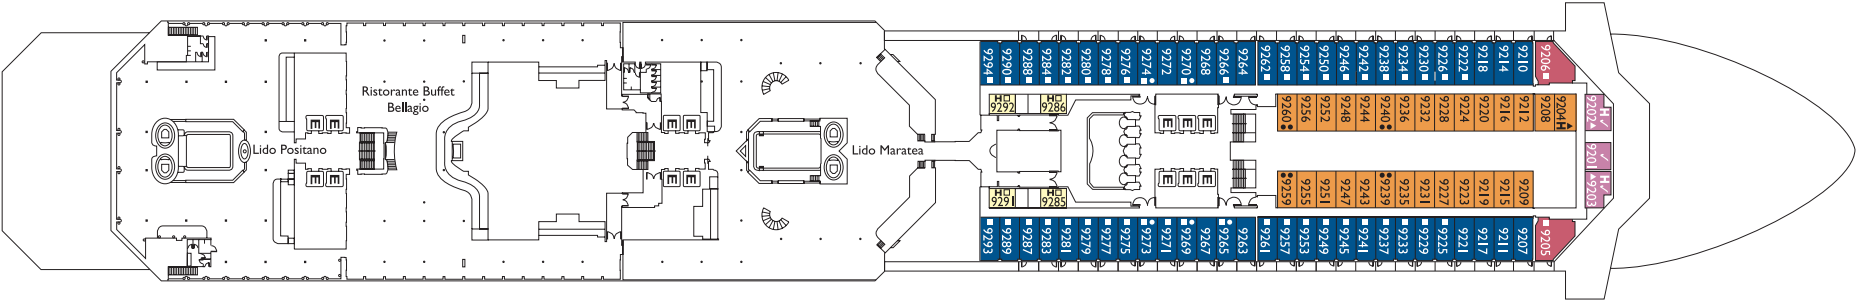 Ristorante Buffet
Bellagio
Lido Positano
Lido Maratea
E E
E E
E E
E E
E E E
E E E
9294 9290 9288 9284 9282 9280 9278 9276 9274 9272 9270 9268 9266 9264 9262 9258 9254 9250 9246 9242 9238 9234 9230 9226 9222 9218 9214 9210 9206
H 9292 H 9286
9260 9256 9252 9248 9244 9240 9236 9232 9228 9224 9220 9216 9212 9208 9204 H
9202 H
9201
9203 H
9259 9255 9251 9247 9243 9239 9235 9231 9227 9223 9219 9215 9209
H 9291 H 9285
9293 9289 9287 9283 9281 9279 9277 9275 9273 9271 9269 9267 9265 9263 9261 9257 9253 9249 9245 9241 9237 9233 9229 9225 9221 9217 9211 9207 9205